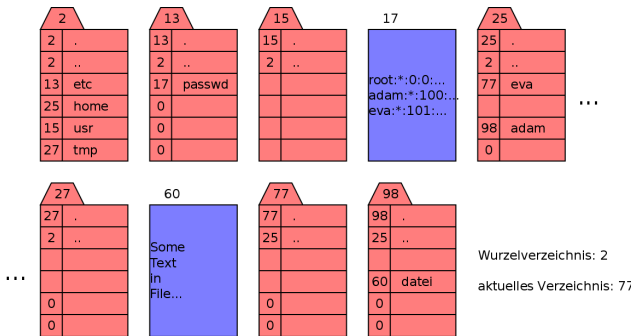 2
2 .
2 ..
13 etc
25 home
15 usr
27 tmp
13
13 .
2 ..
17 passwd
0
0
0
15
15 .
2 ..
17
root:*:0:0:...
adam:*:100:...
eva:*:101:...
25
25 .
2 ..
77 eva
98 adam
0
...
...
27
27 .
2 ..
0
0
60
Some
Text
in
File...
77
77 .
25 ..
0
0
98
98 .
25 ..
60 datei
0
0
Wurzelverzeichnis: 2
aktuelles Verzeichnis: 77